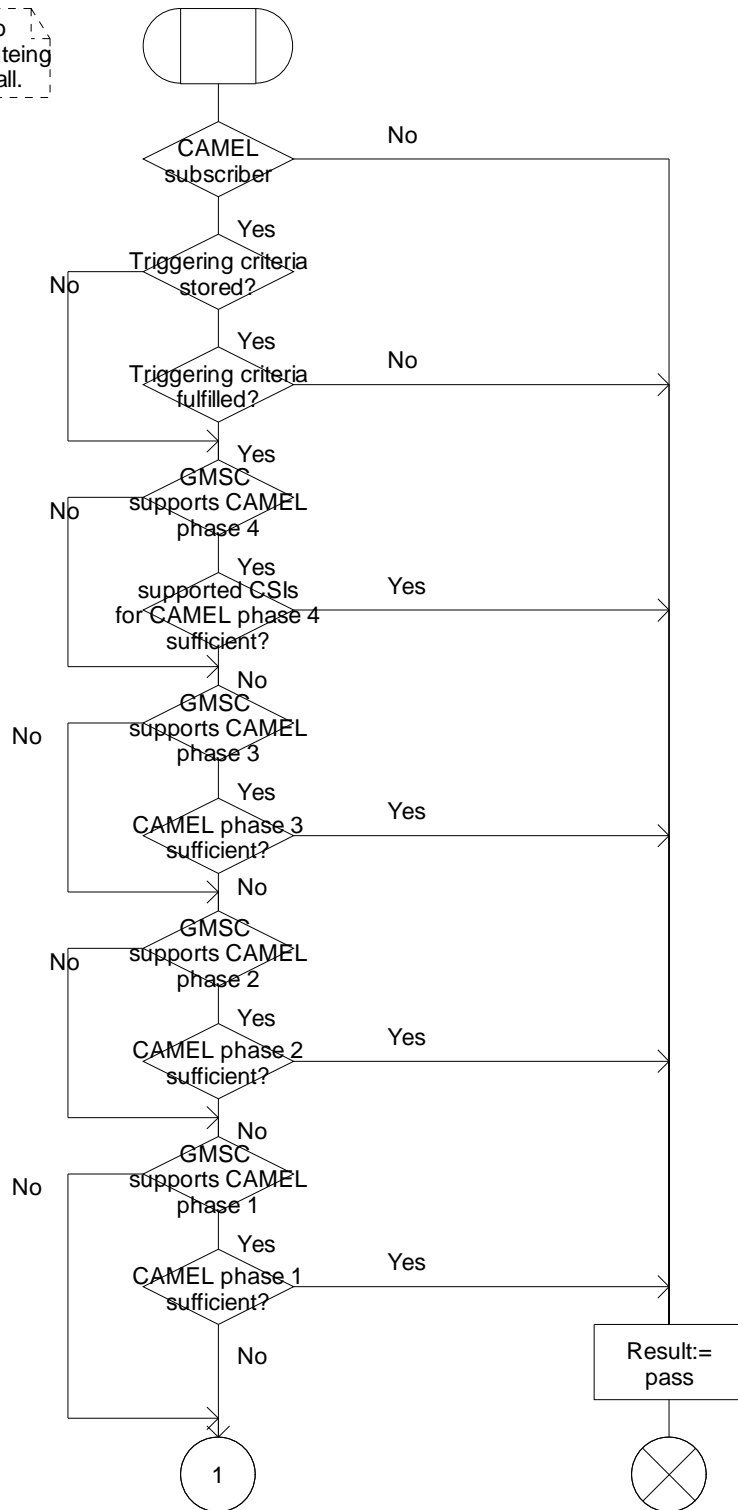 all.
CAMEL
subscriber
No
Yes
Triggering criteria
stored?
No
Yes
Triggering criteria
fulfilled?
No
Yes
GMSC
supports CAMEL
phase 4
No
Yes
supported CSIs
for CAMEL phase 4
sufficient?
Yes
No
GMSC
supports CAMEL
phase 3
No
Yes
CAMEL phase 3
sufficient?
Yes
No
GMSC
supports CAMEL
phase 2
No
Yes
CAMEL phase 2
sufficient?
Yes
No
GMSC
supports CAMEL
phase 1
No
Yes
CAMEL phase 1
sufficient?
Yes
No
Result:=
pass
1